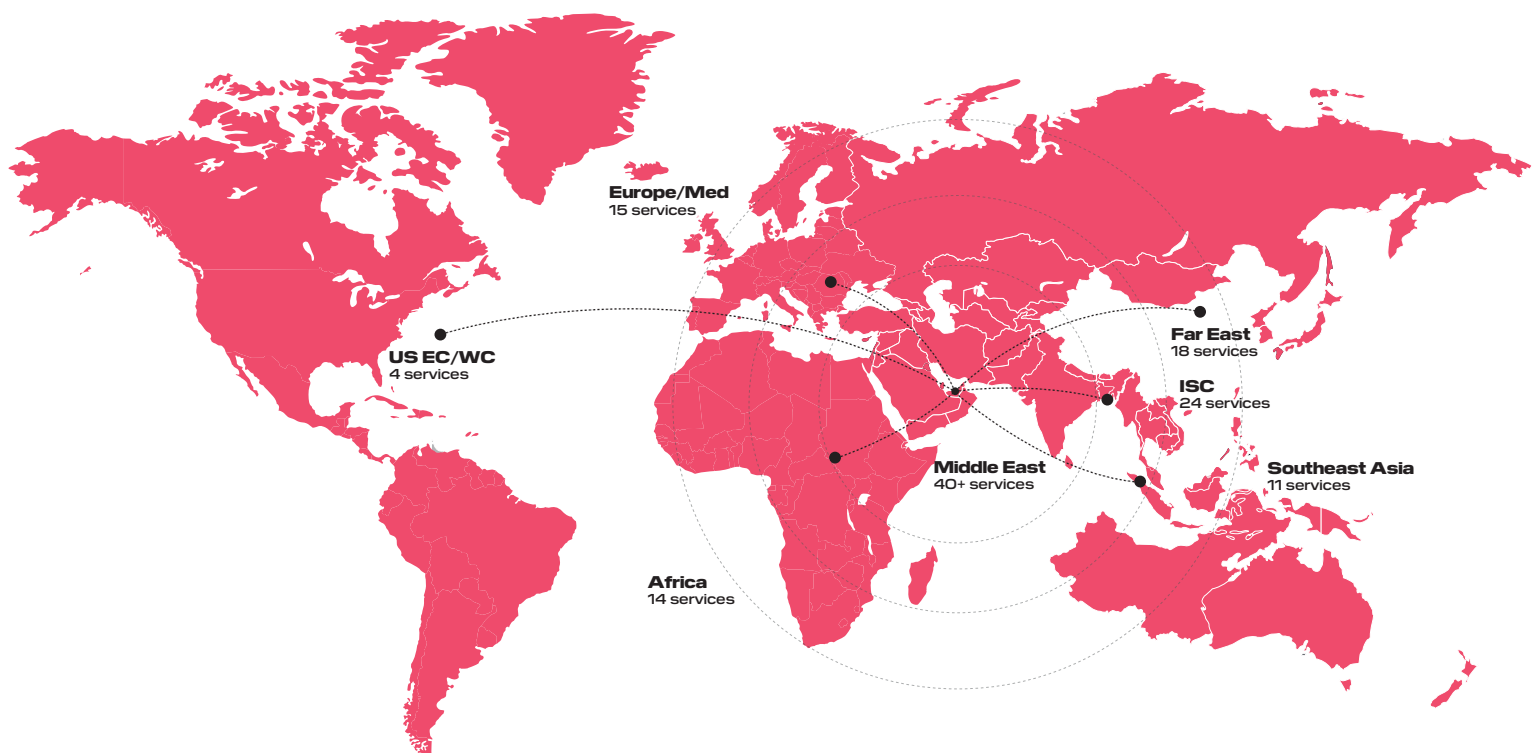 Europe/Med
15 services
US EC/WC
4 services
Far East
18 services
ISC
24 services
Middle East
40+ services
Southeast Asia
11 services
Africa
14 services